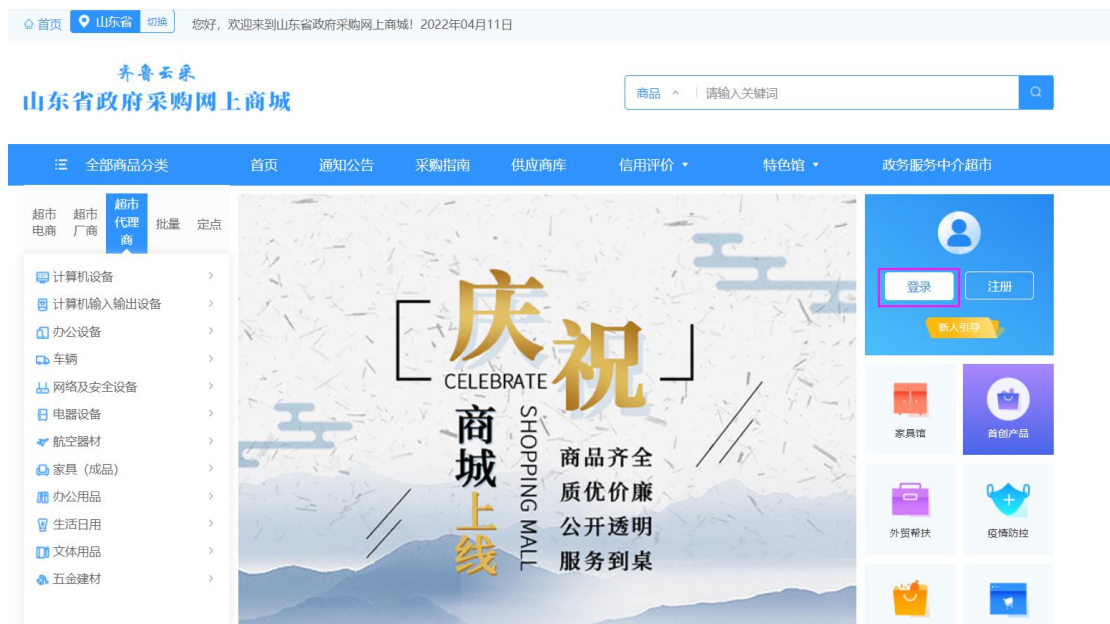 首页 山东省 切换 您好，欢迎来到山东省政府采购网上商城！2022年04月11日
齐鲁云采
山东省政府采购网上商城
商品 请输入关键词
全部商品分类 首页 通知公告 采购指南 供应商库 信用评价 特色馆 政务服务中介超市
超市电商 超市厂商 超市代理商 批量 定点
计算机设备
计算机输入输出设备
办公设备
车辆
网络及安全设备
电器设备
航空器材
家具（成品）
办公用品
生活日用
文体用品
五金建材
庆祝
CELEBRATE
商城上线
SHOPPING MALL
商品齐全
质优价廉
公开透明
服务到桌
登录 注册
新人引导
家具馆 首创产品
外贸帮扶 疫情防控